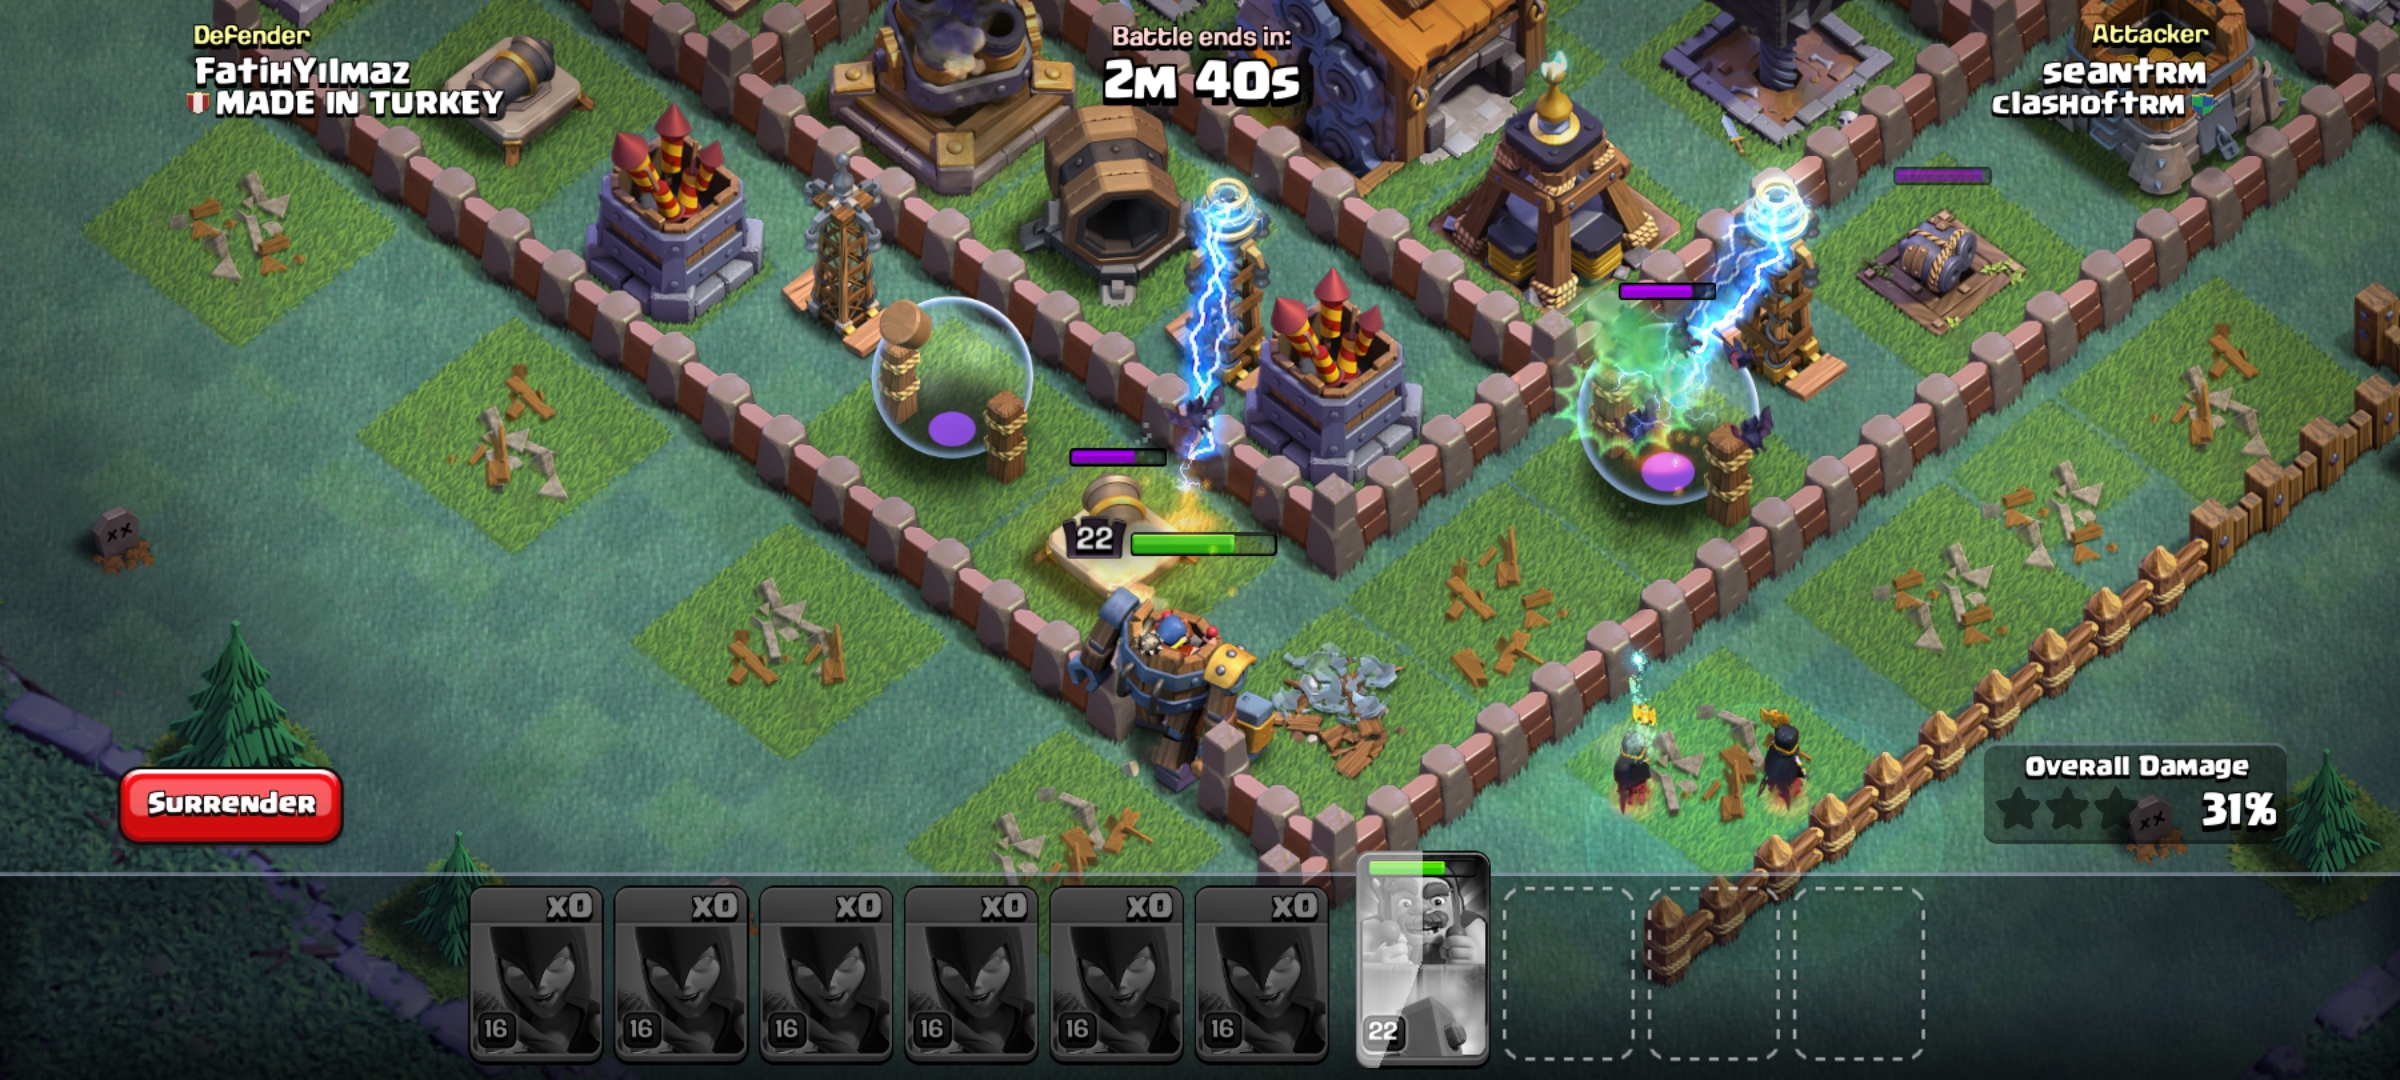 Defender
FatihYılmaz
MADE IN TURKEY
Battle ends in:
2M 40s
Attacker
seantrm
clashoftrm
22
Surrender
Overall Damage
31%
x0 x0 x0 x0 x0 x0
16 16 16 16 16 16 22